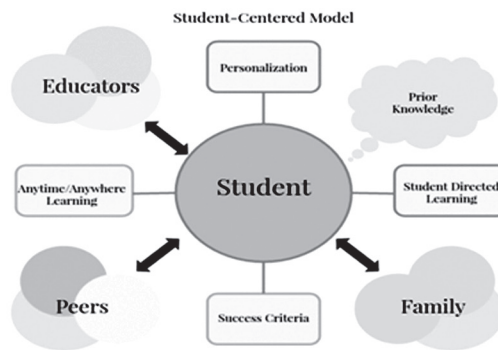 Student-Centered Model
Personalization
Educators
Prior
Knowledge
Anytime/Anywhere
Learning
Student
Student Directed
Learning
Peers
Success Criteria
Family